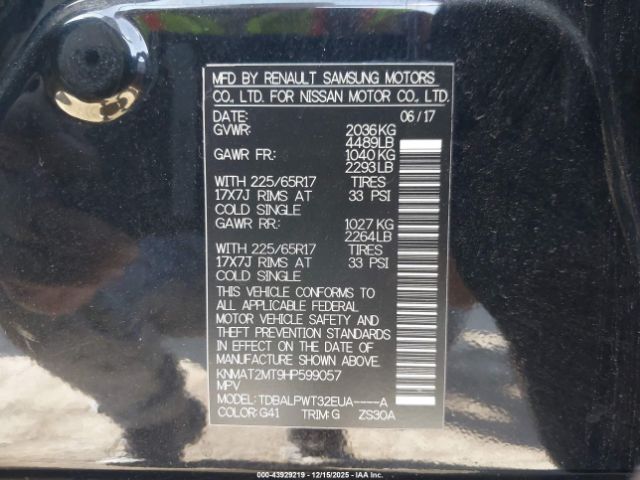 MFD BY RENAULT SAMSUNG MOTORS
CO., LTD. FOR NISSAN MOTOR CO., LTD.
DATE: 06/17
GVWR: 2036KG
4489LB
GAWR FR: 1040KG
2293LB
WITH 225/65R17 TIRES
17X7J RIMS AT 33 PSI
COLD SINGLE
GAWR RR: 1027KG
2264LB
WITH 225/65R17 TIRES
17X7J RIMS AT 33 PSI
COLD SINGLE
THIS VEHICLE CONFORMS TO
ALL APPLICABLE FEDERAL
MOTOR VEHICLE SAFETY AND
THEFT PREVENTION STANDARDS
IN EFFECT ON THE DATE OF
MANUFACTURE SHOWN ABOVE.
KNMAT2MT9HP599057
MPV
MODEL: TDBALPWT32EUA----A
COLOR: G41 TRIM: G ZS30A
000-43929219 - 12/15/2025 - IAAI.COM